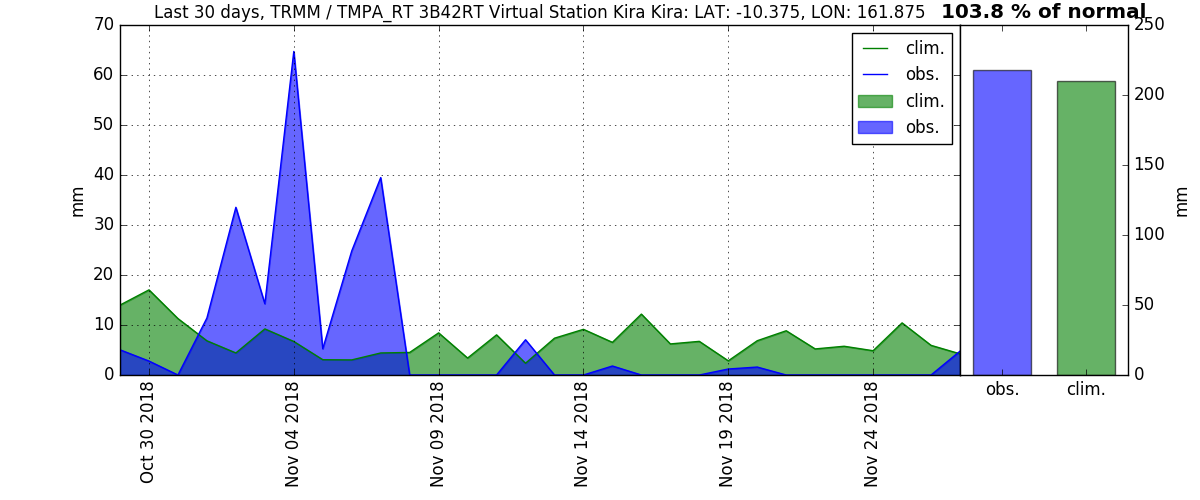 Last 30 days, TRMM / TMPA_RT 3B42RT Virtual Station Kira Kira: LAT: -10.375, LON: 161.875
103.8 % of normal
70
60
50
40
30
20
10
0
mm
clim.
obs.
clim.
obs.
250
200
150
100
50
0
mm
obs.
clim.
Oct 30 2018
Nov 04 2018
Nov 09 2018
Nov 14 2018
Nov 19 2018
Nov 24 2018